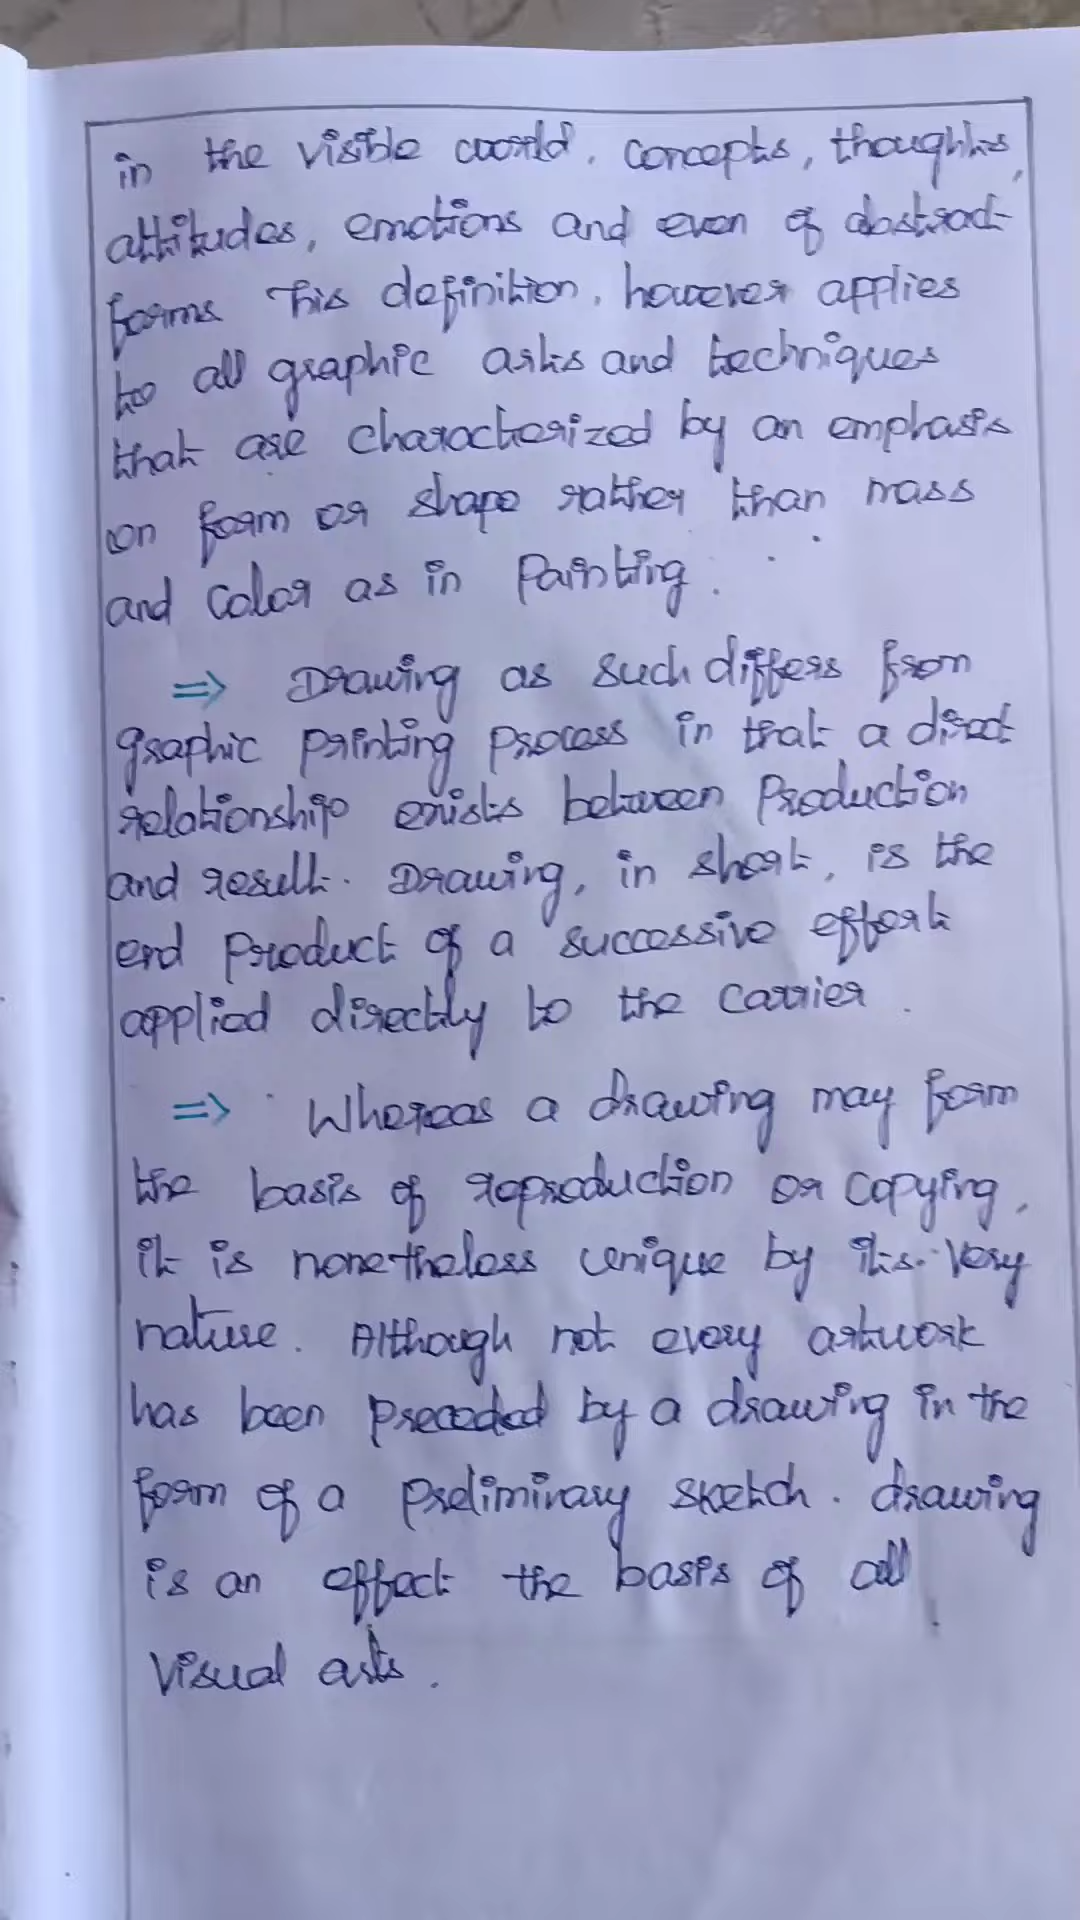 in the visible world, concepts, thoughts,
attitudes, emotions and even of abstract
forms This definition, however applies
to all graphic arts and techniques
that are characterized by an emphasis
on form or shape rather than mass
and color as in Painting.
=> Drawing as such differs from
graphic printing process in that a direct
relationship exists between Production
and result. Drawing, in short, is the
end product of a successive effort
applied directly to the carrier.
=> Whereas a drawing may form
the basis of reproduction or copying,
it is nonetheless unique by its very
nature. Although not every artwork
has been preceded by a drawing in the
form of a preliminary sketch. drawing
is an effect the basis of all
visual arts.